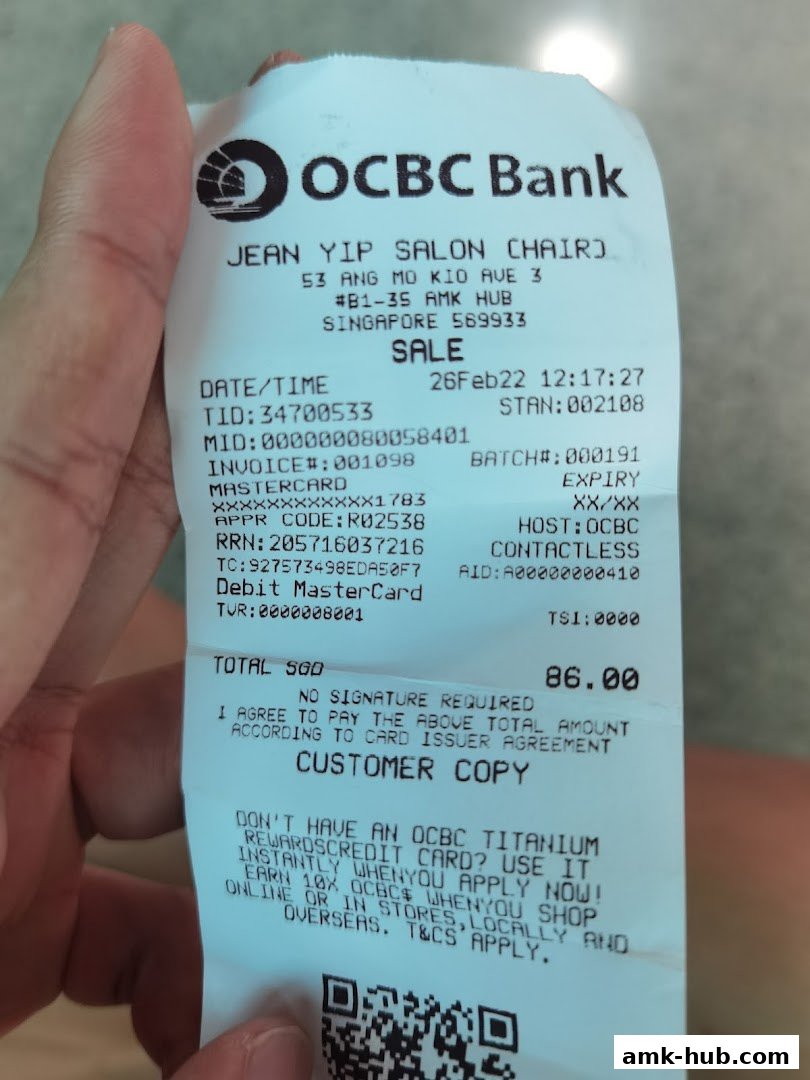 OCBC Bank
JEAN YIP SALON (HAIR)
53 ANG MO KIO AVE 3
#B1-35 AMK HUB
SINGAPORE 569933
SALE
DATE/TIME 26Feb22 12:17:27
TID:34700533 STAN:002108
MID:000000080058401
INVOICE#:001098 BATCH#:000191
MASTERCARD EXPIRY
XXXXXXXXXXXX1783 XX/XX
APPR CODE:R02538 HOST:OCBC
RRN:205716037216 CONTACTLESS
TC:927573498EDA50F7 AID:A00000000410
Debit MasterCard
TVR:0000008001 TSI:0000
TOTAL SGD 86.00
NO SIGNATURE REQUIRED
I AGREE TO PAY THE ABOVE TOTAL AMOUNT
ACCORDING TO CARD ISSUER AGREEMENT
CUSTOMER COPY
DON'T HAVE AN OCBC TITANIUM
REWARDSCREDIT CARD? USE IT
INSTANTLY WHENYOU APPLY NOW!
EARN 10X OCBC$ WHENYOU SHOP
ONLINE OR IN STORES,LOCALLY AND
OVERSEAS. T&CS APPLY.
amk-hub.com